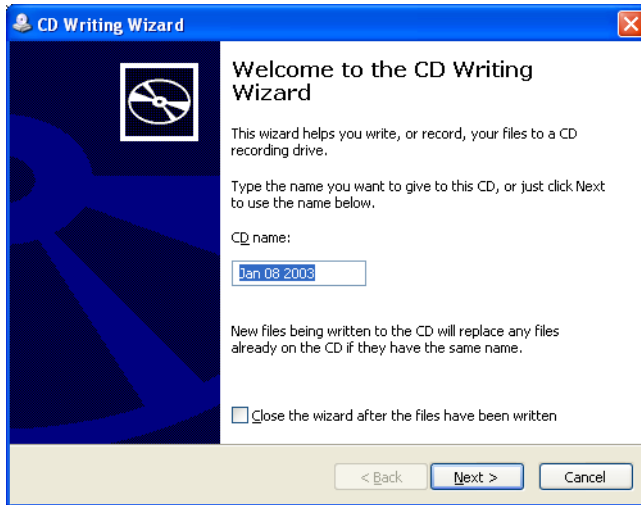 CD Writing Wizard
Welcome to the CD Writing
Wizard
This wizard helps you write, or record, your files to a CD
recording drive.
Type the name you want to give to this CD, or just click Next
to use the name below.
CD name:
Jan 08 2003
New files being written to the CD will replace any files
already on the CD if they have the same name.
Close the wizard after the files have been written
< Back Next > Cancel